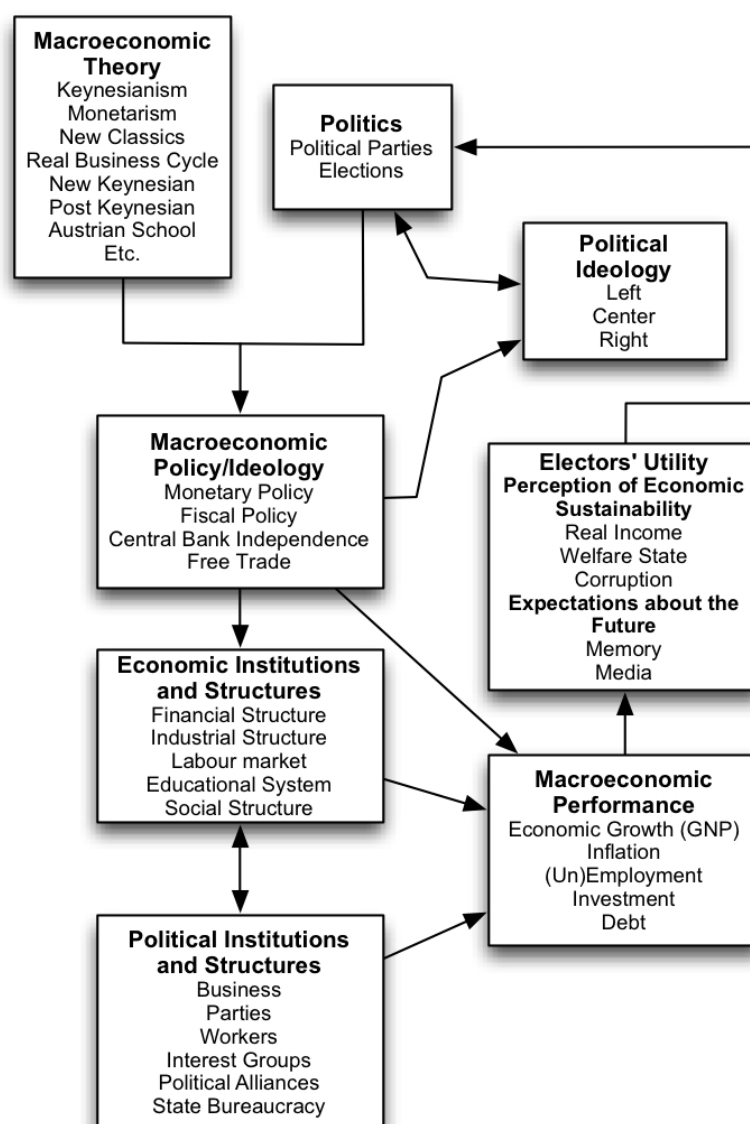 Macroeconomic
Theory
Keynesianism
Monetarism
New Classics
Real Business Cycle
New Keynesian
Post Keynesian
Austrian School
Etc.
Politics
Political Parties
Elections
Political
Ideology
Left
Center
Right
Macroeconomic
Policy/Ideology
Monetary Policy
Fiscal Policy
Central Bank Independence
Free Trade
Electors' Utility
Perception of Economic
Sustainability
Real Income
Welfare State
Corruption
Expectations about the
Future
Memory
Media
Economic Institutions
and Structures
Financial Structure
Industrial Structure
Labour market
Educational System
Social Structure
Macroeconomic
Performance
Economic Growth (GNP)
Inflation
(Un)Employment
Investment
Debt
Political Institutions
and Structures
Business
Parties
Workers
Interest Groups
Political Alliances
State Bureaucracy